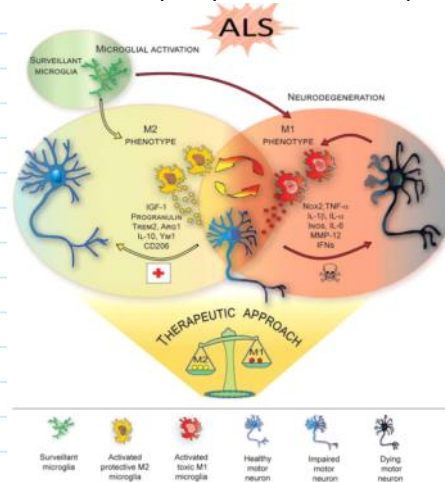 ALS
SURVEILLANT
MICROGLIA
MICROGLIAL ACTIVATION
NEURODEGENERATION
M2
PHENOTYPE
M1
PHENOTYPE
IGF-1
PROGRANULIN
TREM2, ARG1
IL-10, YM1
CD206
NOX2, TNF-α
IL-1β, IL-1α
INOS, IL-6
MMP-12
IFNS
THERAPEUTIC APPROACH
M2
M1
Surveillant
microglia
Activated
protective M2
microglia
Activated
toxic M1
microglia
Healthy
motor
neuron
Impaired
motor
neuron
Dying
motor
neuron